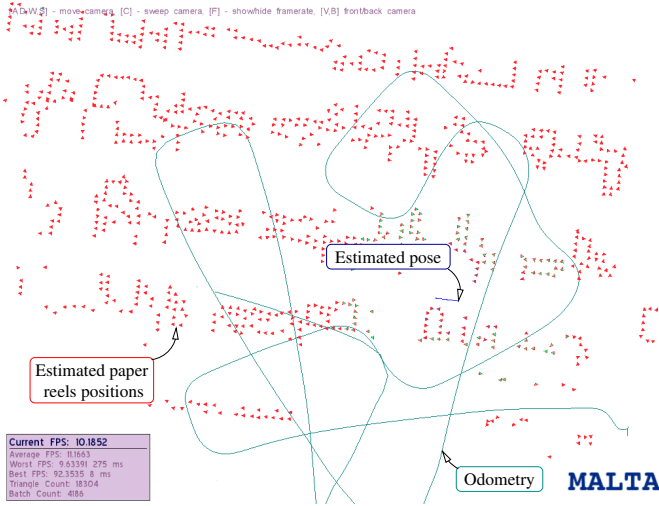 [A,D,W,S] - move camera, [C] - sweep camera, [F] - show/hide framerate, [V,B] front/back camera
Estimated pose
Estimated paper
reels positions
Current FPS: 10.1852
Average FPS: 11.1663
Worst FPS: 9.63391 275 ms
Best FPS: 92.3535 8 ms
Triangle Count: 18304
Batch Count: 4186
Odometry
MALTA